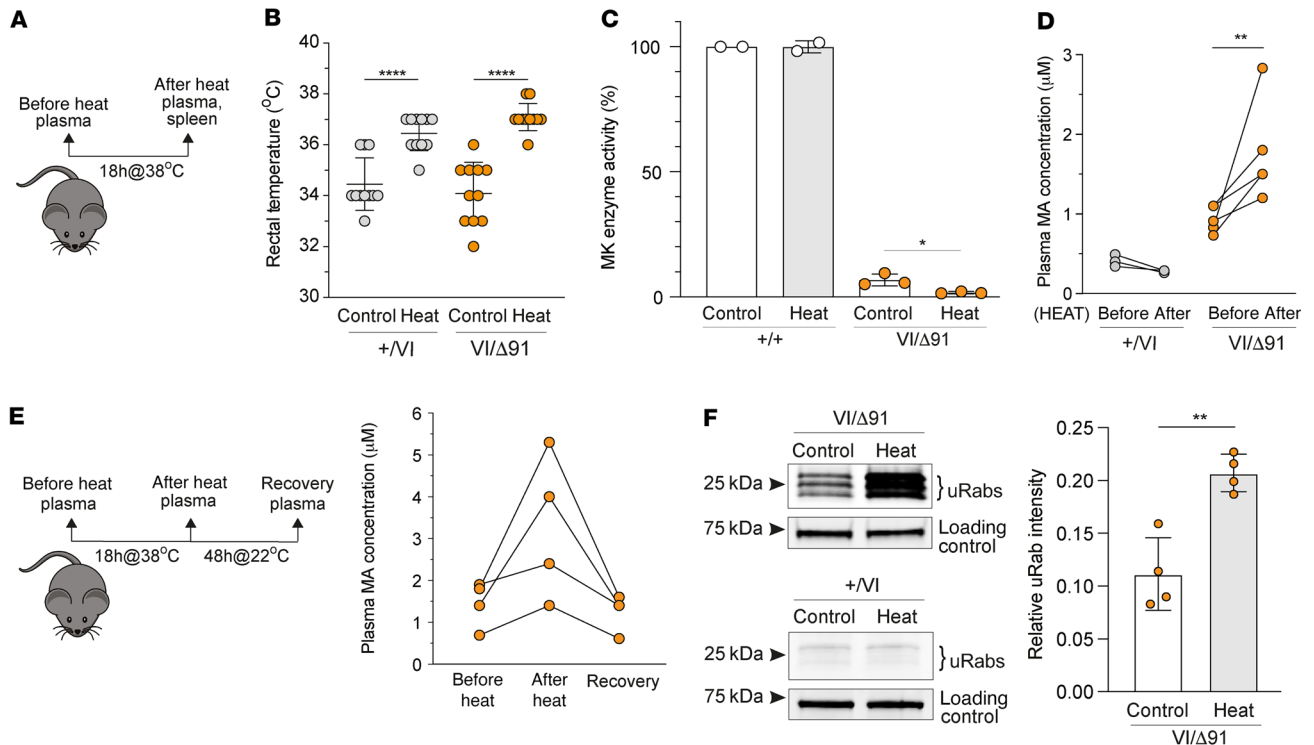 A
Before heat
plasma
After heat
plasma,
spleen
18h@38°C
B
Rectal temperature (°C)
40
38
36
34
32
30
****
****
Control Heat
Control Heat
+/VI
VI/Δ91
C
MK enzyme activity (%)
100
50
0
*
Control
Heat
Control
Heat
+/+
VI/Δ91
D
Plasma MA concentration (μM)
3
2
1
0
**
(HEAT)
Before After
Before After
+/VI
VI/Δ91
E
Before heat
plasma
After heat
plasma
Recovery
plasma
18h@38°C
48h@22°C
Plasma MA concentration (μM)
6
5
4
3
2
1
0
Before
heat
After
heat
Recovery
F
VI/Δ91
Control
Heat
25 kDa
uRabs
75 kDa
Loading
control
+/VI
Control
Heat
25 kDa
uRabs
75 kDa
Loading
control
Relative uRab intensity
0.25
0.20
0.15
0.10
0.05
0.00
**
Control
Heat
VI/Δ91